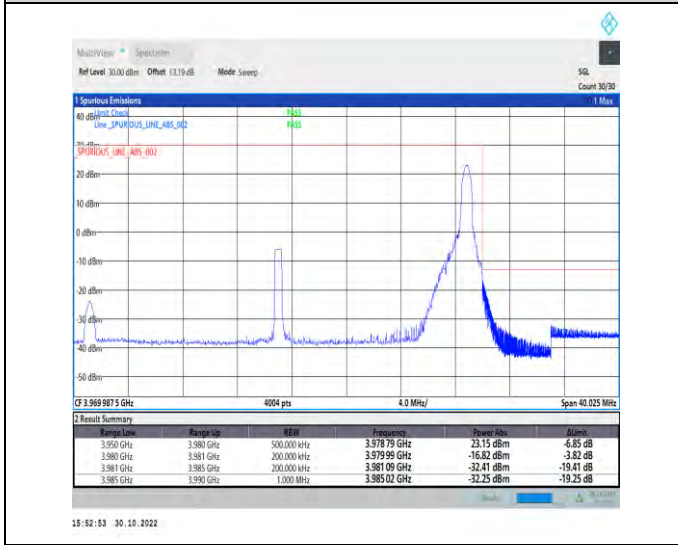 MultiView Spectrum
Ref Level 30.00 dBm Offset 13.19 dB Mode Sweep SGL
Count 30/30
1 Spurious Emissions 1 Max
40 dBm Limit Check PASS
Line _SPURIOUS_LINE_ABS_002 PASS
30 dBm
_SPURIOUS_LINE_ABS_002
20 dBm
10 dBm
0 dBm
-10 dBm
-20 dBm
-30 dBm
-40 dBm
-50 dBm
CF 3.969 987 5 GHz 4004 pts 4.0 MHz/ Span 40.025 MHz
2 Result Summary
Range Low Range Up RBW Frequency Power Abs ΔLimit
3.950 GHz 3.980 GHz 500.000 kHz 3.978 79 GHz 23.15 dBm -6.85 dB
3.980 GHz 3.981 GHz 200.000 kHz 3.979 99 GHz -16.82 dBm -3.82 dB
3.981 GHz 3.985 GHz 200.000 kHz 3.981 09 GHz -32.41 dBm -19.41 dB
3.985 GHz 3.990 GHz 1.000 MHz 3.985 02 GHz -32.25 dBm -19.25 dB
15:52:53 30.10.2022